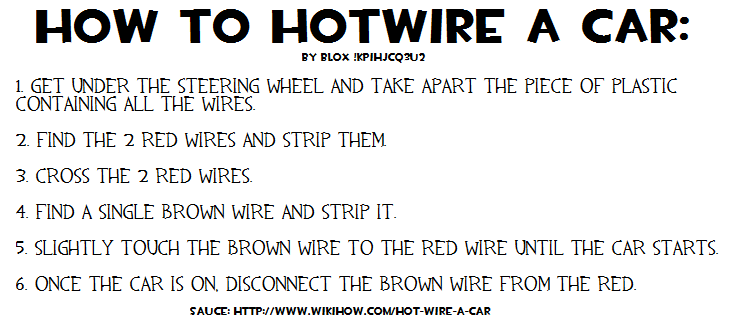 HOW TO HOTWIRE A CAR:
BY BLOX !KP1HJCQ3U2
1. GET UNDER THE STEERING WHEEL AND TAKE APART THE PIECE OF PLASTIC
CONTAINING ALL THE WIRES.
2. FIND THE 2 RED WIRES AND STRIP THEM.
3. CROSS THE 2 RED WIRES.
4. FIND A SINGLE BROWN WIRE AND STRIP IT.
5. SLIGHTLY TOUCH THE BROWN WIRE TO THE RED WIRE UNTIL THE CAR STARTS.
6. ONCE THE CAR IS ON, DISCONNECT THE BROWN WIRE FROM THE RED.
SAUCE: HTTP://WWW.WIKIHOW.COM/HOT-WIRE-A-CAR